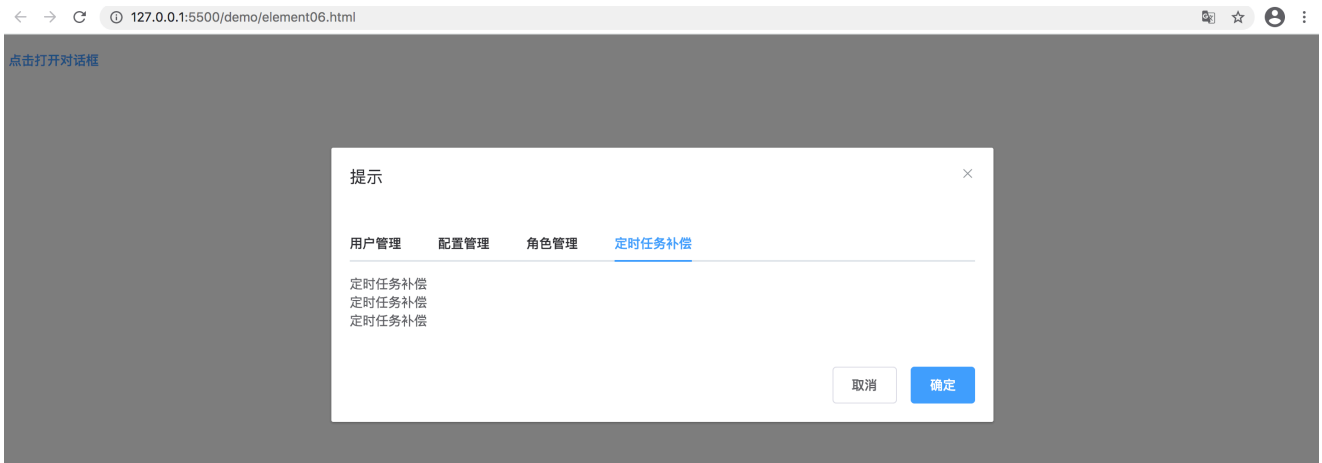 127.0.0.1:5500/demo/element06.html
点击打开对话框
提示
用户管理 配置管理 角色管理 定时任务补偿
定时任务补偿
定时任务补偿
定时任务补偿
取消 确定